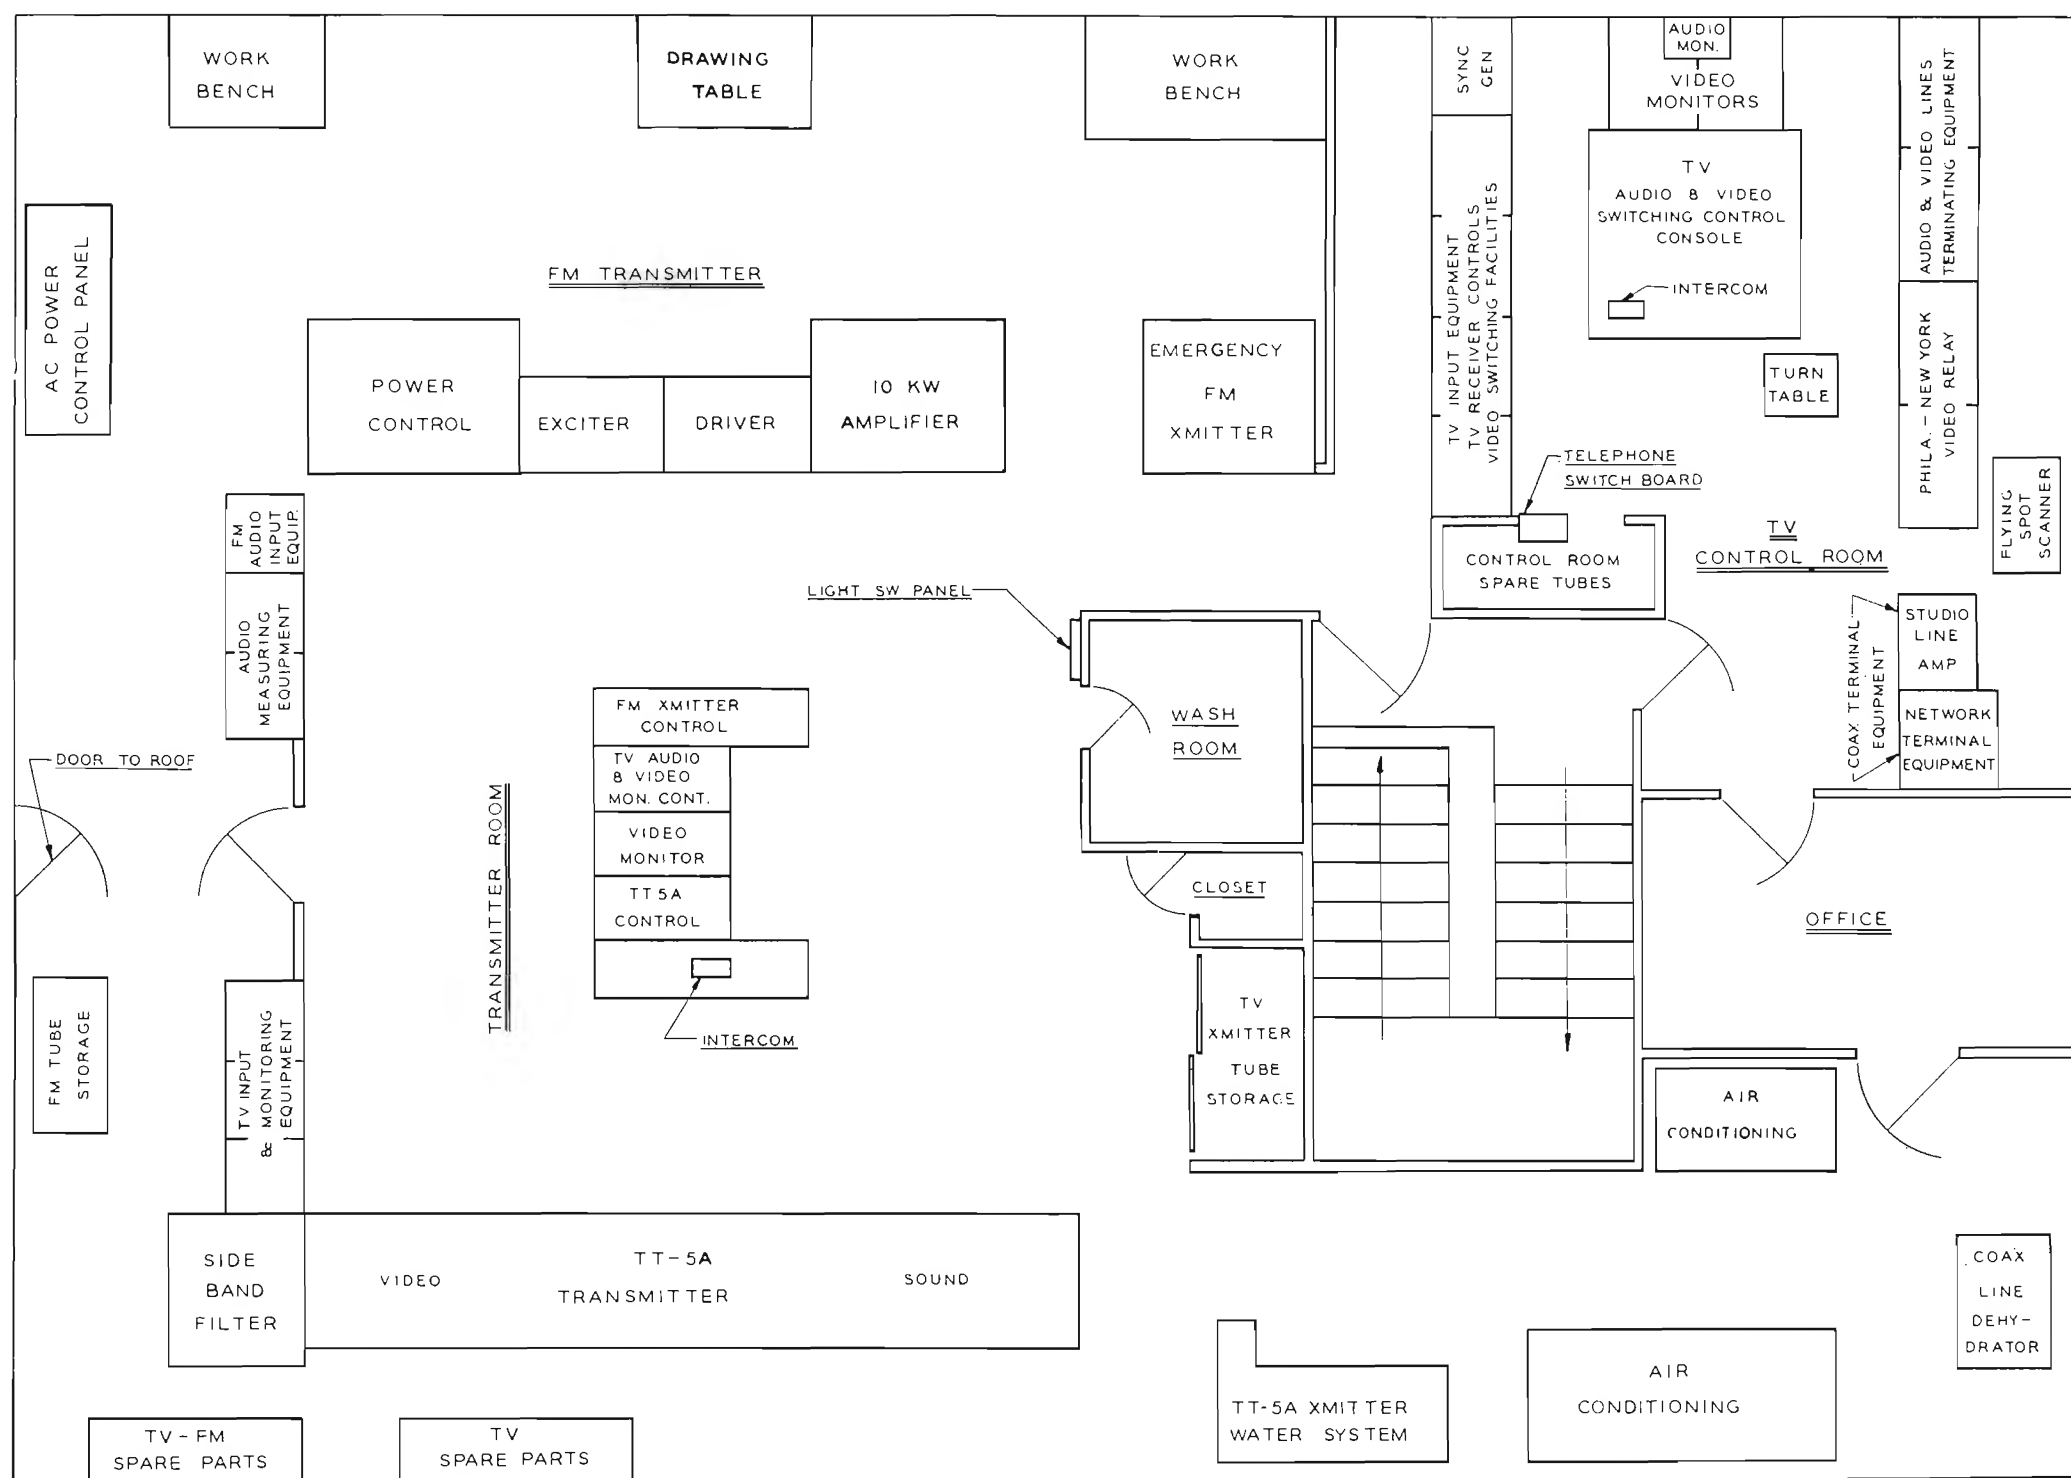 WORK
BENCH
DRAWING
TABLE
WORK
BENCH
SYNC
GEN
AUDIO
MON.
VIDEO
MONITORS
AUDIO & VIDEO LINES
TERMINATING EQUIPMENT
TV
AUDIO & VIDEO
SWITCHING CONTROL
CONSOLE
INTERCOM
AC POWER
CONTROL PANEL
FM TRANSMITTER
POWER
CONTROL
EXCITER
DRIVER
10 KW
AMPLIFIER
EMERGENCY
FM
XMITTER
TV INPUT EQUIPMENT
TV RECEIVER CONTROLS
VIDEO SWITCHING FACILITIES
TURN
TABLE
PHILA. - NEW YORK
VIDEO RELAY
TELEPHONE
SWITCH BOARD
FLYING
SPOT
SCANNER
FM
AUDIO
INPUT
EQUIP.
CONTROL ROOM
SPARE TUBES
TV
CONTROL ROOM
LIGHT SW PANEL
AUDIO
MEASURING
EQUIPMENT
COAX TERMINAL
EQUIPMENT
STUDIO
LINE
AMP
NETWORK
TERMINAL
EQUIPMENT
FM XMITTER
CONTROL
TV AUDIO
& VIDEO
MON. CONT.
VIDEO
MONITOR
TT5A
CONTROL
INTERCOM
WASH
ROOM
DOOR TO ROOF
TRANSMITTER ROOM
CLOSET
OFFICE
FM TUBE
STORAGE
TV INPUT
& MONITORING
EQUIPMENT
TV
XMITTER
TUBE
STORAGE
AIR
CONDITIONING
SIDE
BAND
FILTER
VIDEO
TT-5A
TRANSMITTER
SOUND
COAX
LINE
DEHY-
DRATOR
TT-5A XMITTER
WATER SYSTEM
AIR
CONDITIONING
TV-FM
SPARE PARTS
TV
SPARE PARTS